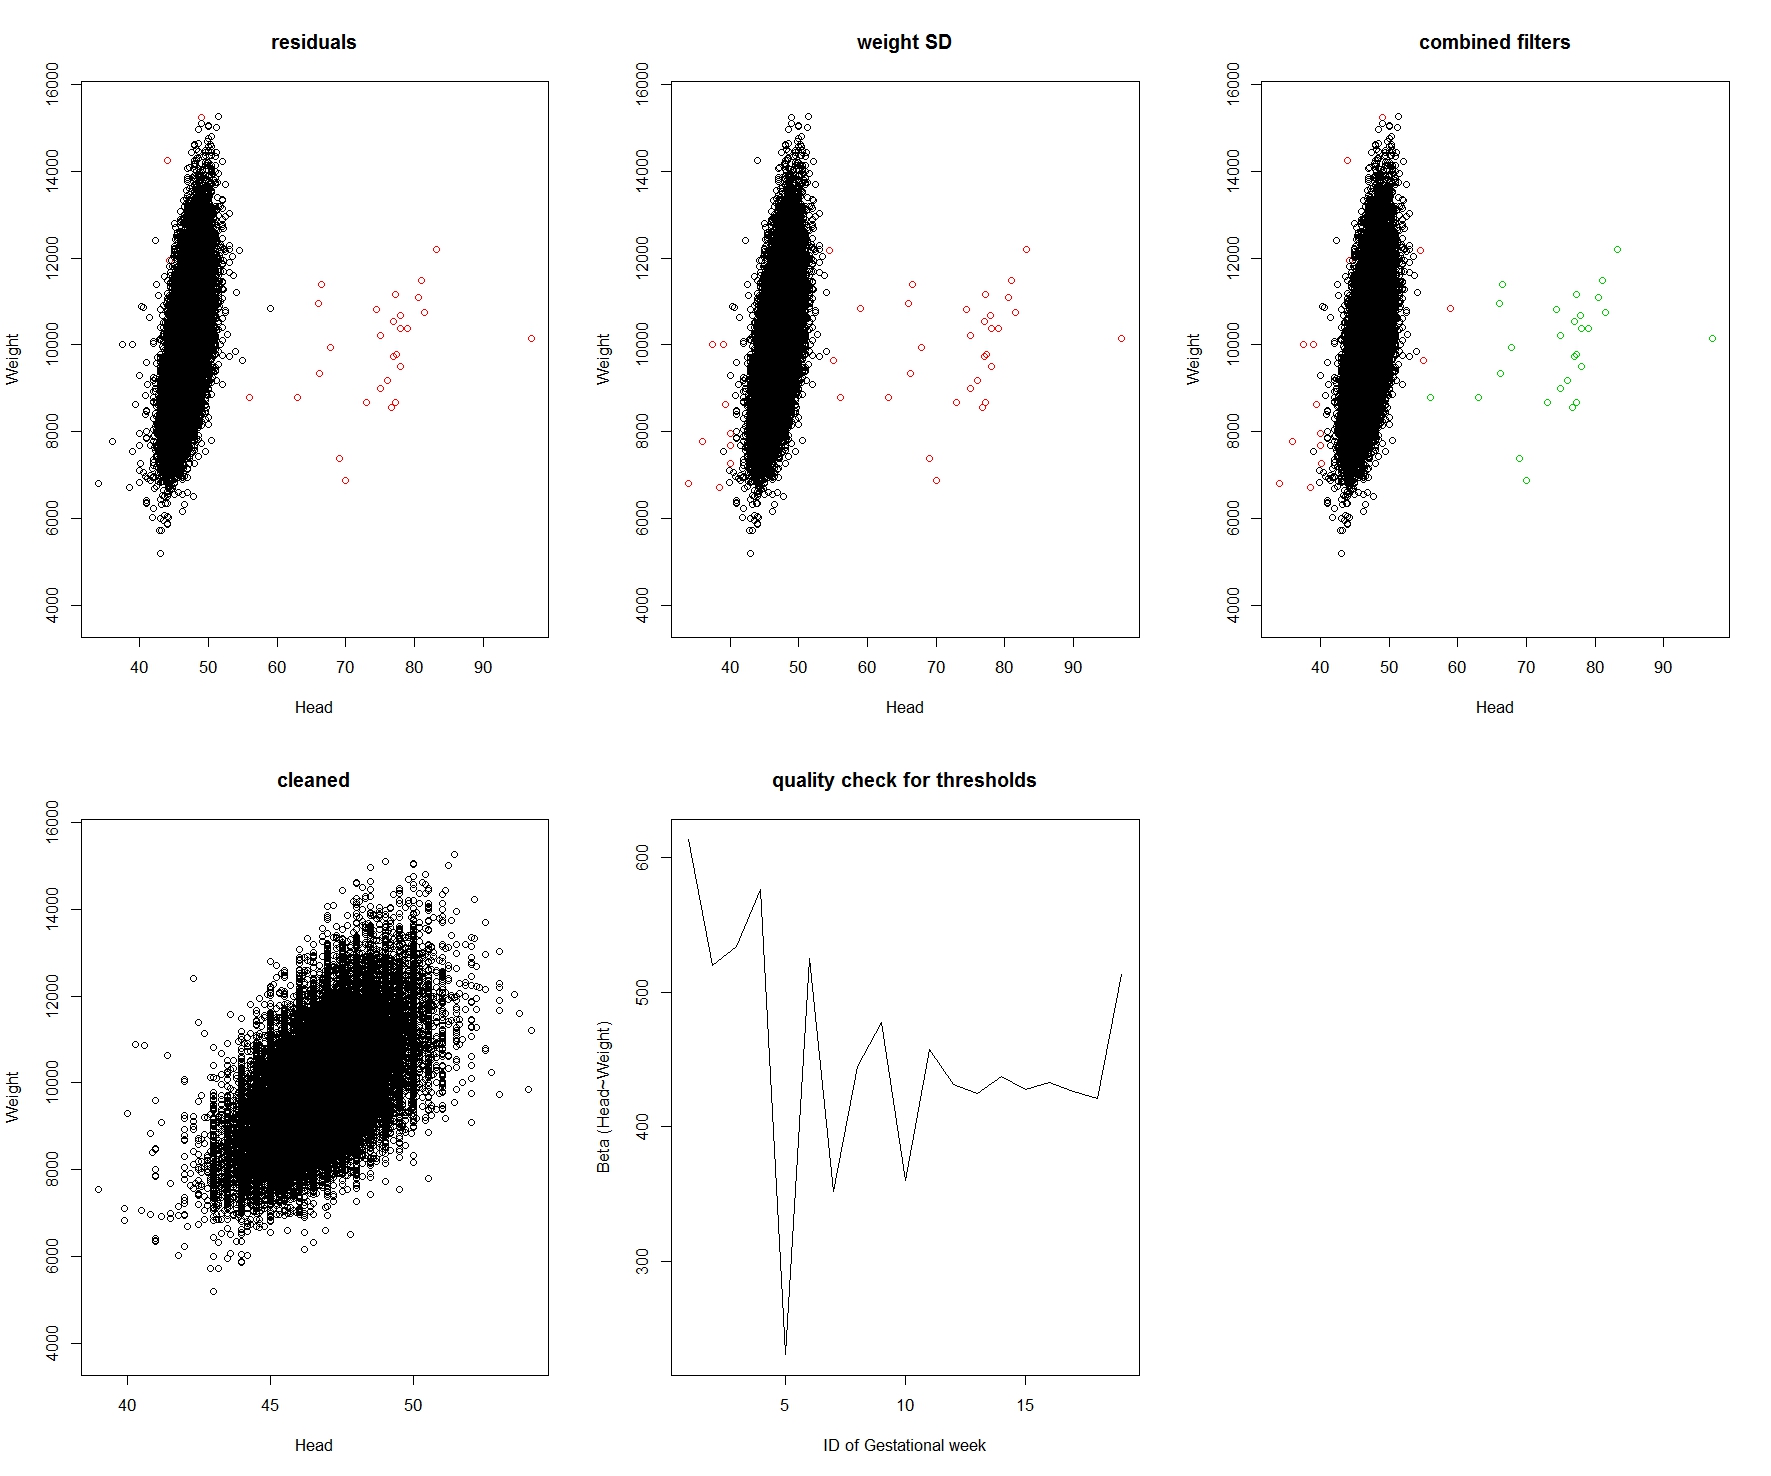 residuals
Weight
16000
14000
12000
10000
8000
6000
4000
40 50 60 70 80 90
Head
weight SD
Weight
16000
14000
12000
10000
8000
6000
4000
40 50 60 70 80 90
Head
combined filters
Weight
16000
14000
12000
10000
8000
6000
4000
40 50 60 70 80 90
Head
cleaned
Weight
16000
14000
12000
10000
8000
6000
4000
40 45 50
Head
quality check for thresholds
Beta (Head~Weight)
600
500
400
300
5 10 15
ID of Gestational week